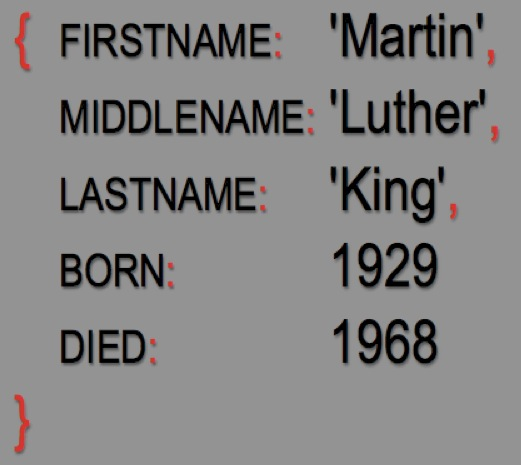 { FIRSTNAME: 'Martin',
MIDDLENAME: 'Luther',
LASTNAME: 'King',
BORN: 1929
DIED: 1968
}